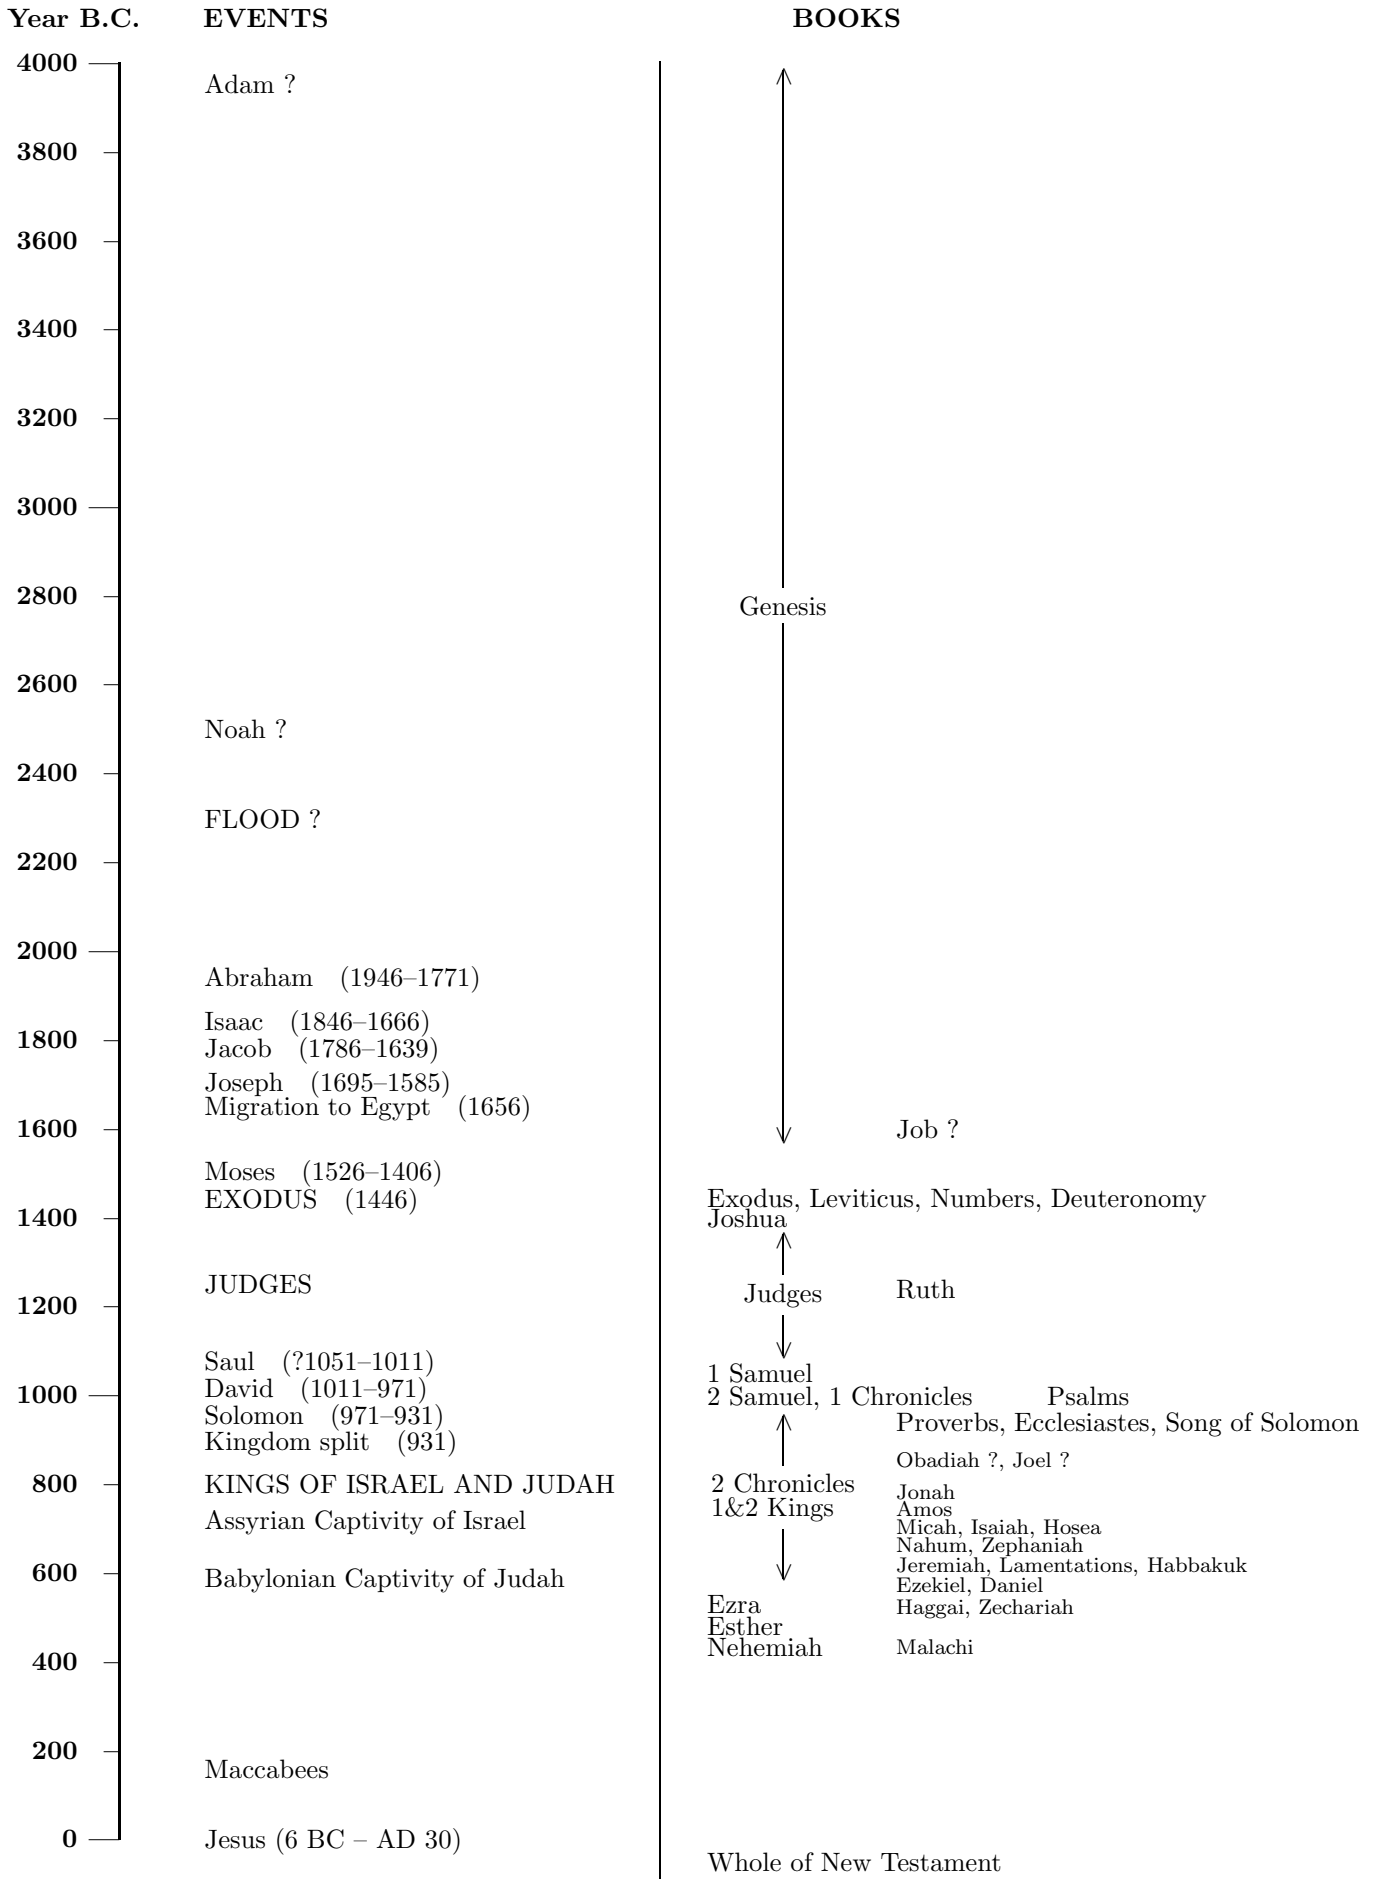 Year B.C. EVENTS BOOKS
4000
Adam ?
3800
3600
3400
3200
3000
2800
Genesis
2600
Noah ?
2400
FLOOD ?
2200
2000
Abraham (1946–1771)
Isaac (1846–1666)
1800
Jacob (1786–1639)
Joseph (1695–1585)
Migration to Egypt (1656)
1600 Job ?
Moses (1526–1406)
EXODUS (1446) Exodus, Leviticus, Numbers, Deuteronomy
1400 Joshua
JUDGES Judges Ruth
1200
Saul (?1051–1011)
1 Samuel
David (1011–971)
1000 2 Samuel, 1 Chronicles Psalms
Solomon (971–931) Proverbs, Ecclesiastes, Song of Solomon
Kingdom split (931)
Obadiah ?, Joel ?
800 KINGS OF ISRAEL AND JUDAH 2 Chronicles
Jonah
1&2 Kings Amos
Assyrian Captivity of Israel Micah, Isaiah, Hosea
Nahum, Zephaniah
Jeremiah, Lamentations, Habbakuk
600 Babylonian Captivity of Judah Ezekiel, Daniel
Ezra Haggai, Zechariah
Esther
Nehemiah Malachi
400
200
Maccabees
0 Jesus (6 BC – AD 30)
Whole of New Testament